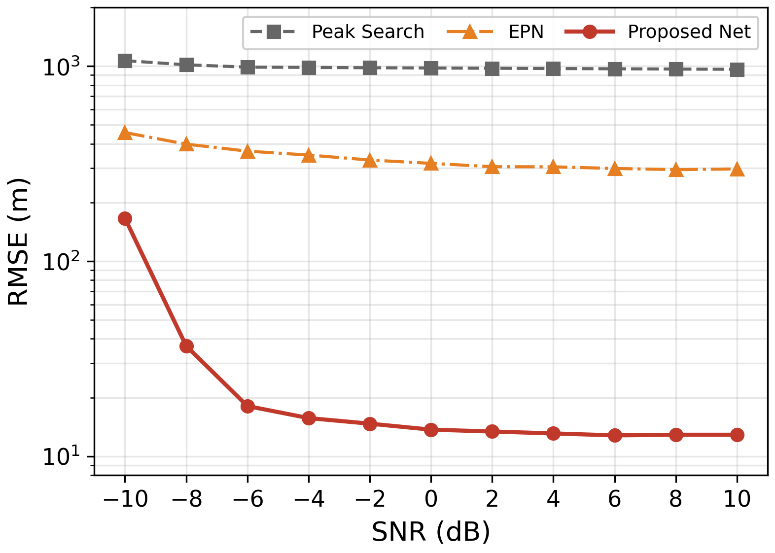 Peak Search EPN Proposed Net
RMSE (m)
10³
10²
10¹
−10 −8 −6 −4 −2 0 2 4 6 8 10
SNR (dB)